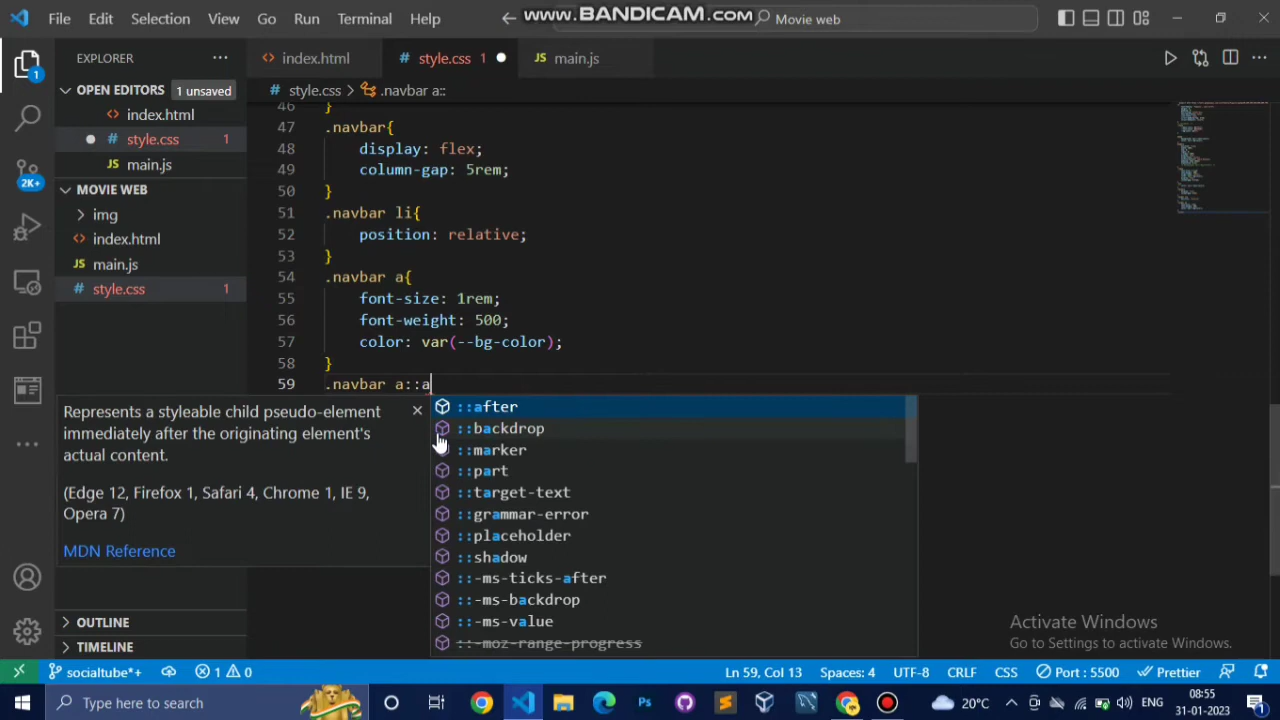 File Edit Selection View Go Run Terminal Help
www.BANDICAM.com
Movie web
EXPLORER
index.html
style.css 1
main.js
OPEN EDITORS 1 unsaved
style.css > .navbar a::
index.html
style.css 1
main.js
MOVIE WEB
img
index.html
main.js
style.css 1
46 }
47 .navbar{
48 display: flex;
49 column-gap: 5rem;
50 }
51 .navbar li{
52 position: relative;
53 }
54 .navbar a{
55 font-size: 1rem;
56 font-weight: 500;
57 color: var(--bg-color);
58 }
59 .navbar a::a
Represents a styleable child pseudo-element
immediately after the originating element's
actual content.
(Edge 12, Firefox 1, Safari 4, Chrome 1, IE 9,
Opera 7)
MDN Reference
::after
::backdrop
::marker
::part
::target-text
::grammar-error
::placeholder
::shadow
::-ms-ticks-after
::-ms-backdrop
::-ms-value
::-moz-range-progress
1
2K+
OUTLINE
TIMELINE
Activate Windows
Go to Settings to activate Windows.
socialtube*+ 1 0 Ln 59, Col 13 Spaces: 4 UTF-8 CRLF CSS Port : 5500 Prettier
Type here to search
20°C
ENG
08:55
31-01-2023
1